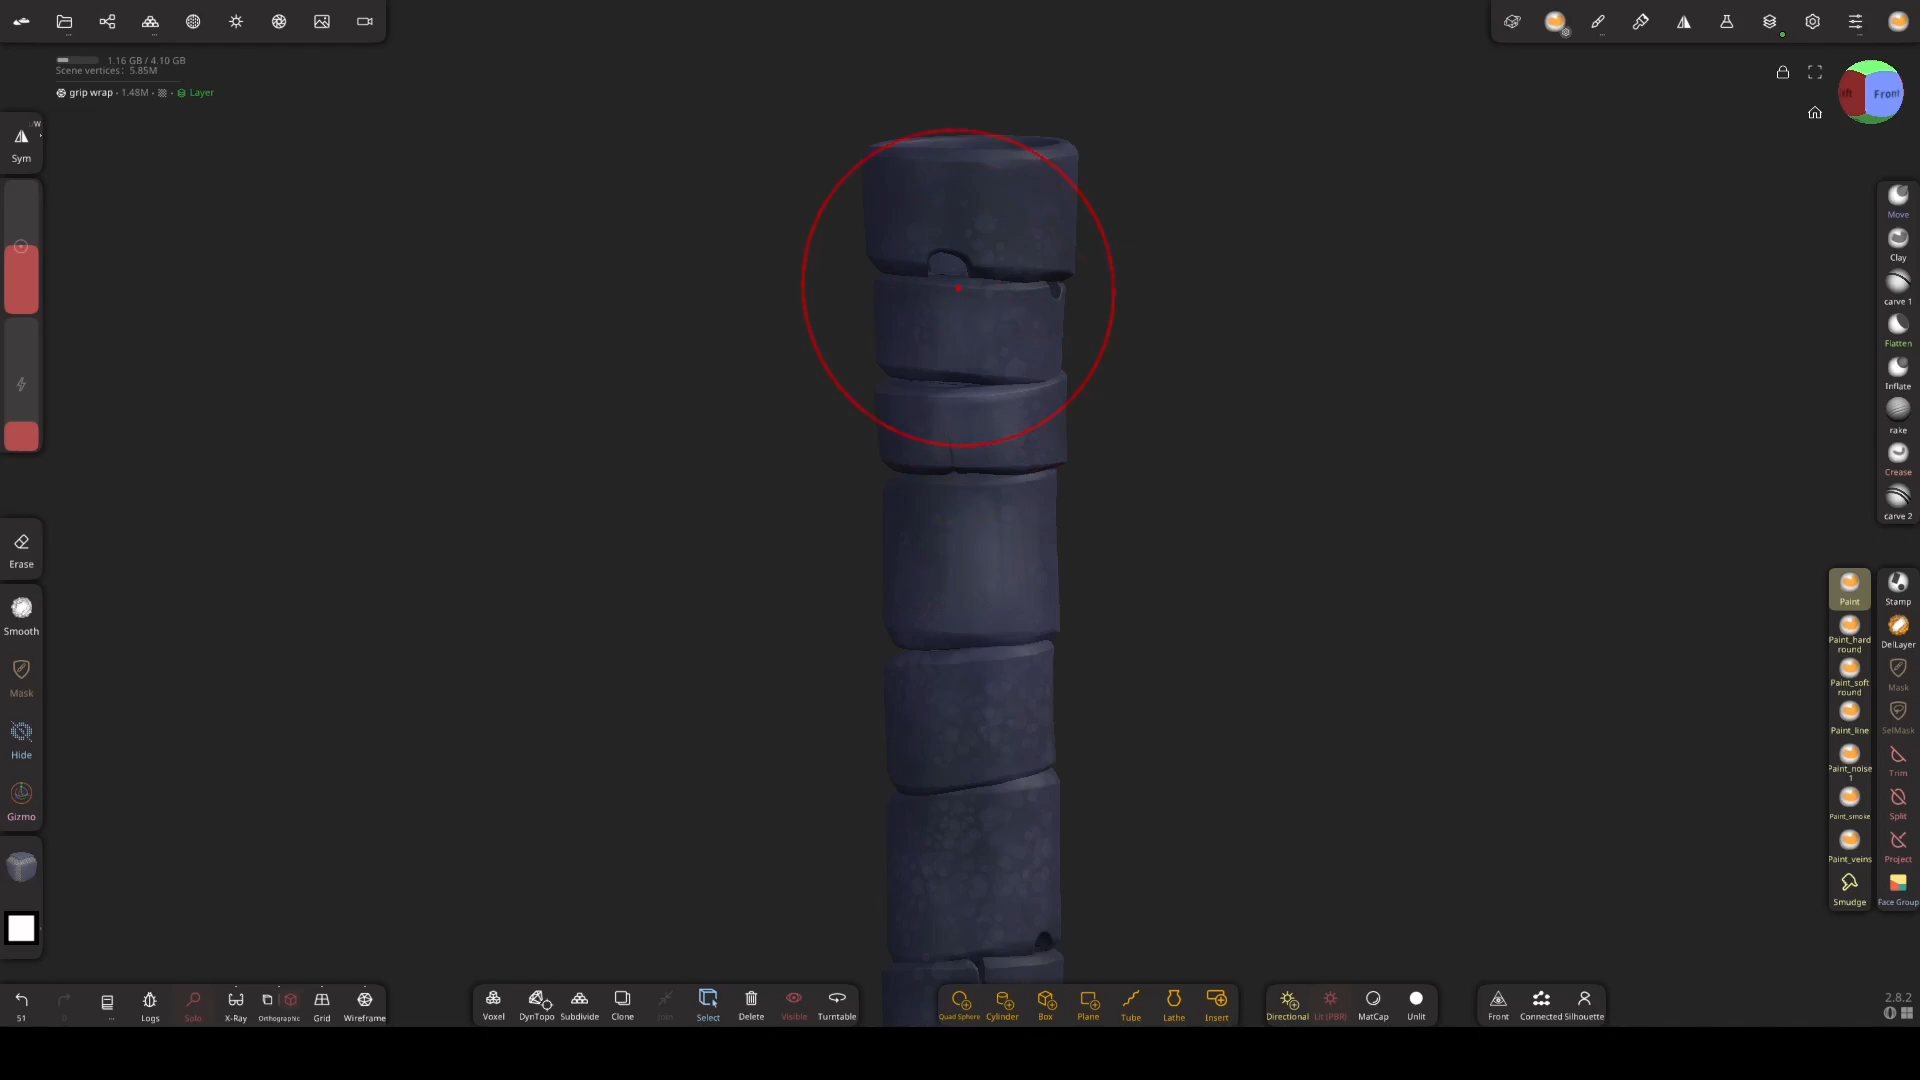 1.16 GB / 4.10 GB
Scene vertices: 5.85M
grip wrap • 1.48M • • Layer
Front
Sym
Move
Clay
carve 1
Flatten
Inflate
rake
Crease
carve 2
Erase
Smooth
Mask
Hide
Gizmo
Paint
Stamp
Paint_hard round
DelLayer
Paint_soft round
Mask
Paint_line
SelMask
Paint_noise 1
Trim
Paint_smoke
Split
Paint_veins
Project
Smudge
Face Group
51
0
...
Logs
Solo
X-Ray
Orthographic
Grid
Wireframe
Voxel
DynTopo
Subdivide
Clone
Join
Select
Delete
Visible
Turntable
Quad Sphere
Cylinder
Box
Plane
Tube
Lathe
Insert
Directional
Lit (PBR)
MatCap
Unlit
Front
Connected
Silhouette
2.8.2